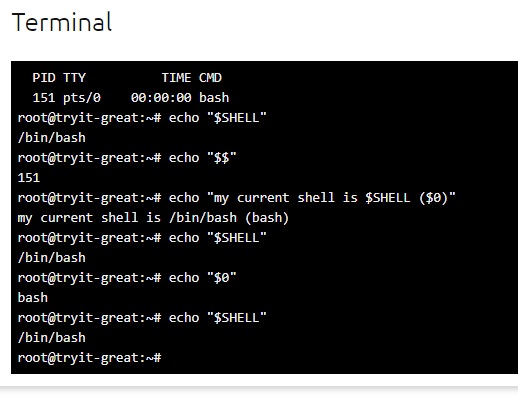 Terminal
PID TTY          TIME CMD
151 pts/0    00:00:00 bash
root@tryit-great:~# echo "$SHELL"
/bin/bash
root@tryit-great:~# echo "$$"
151
root@tryit-great:~# echo "my current shell is $SHELL ($0)"
my current shell is /bin/bash (bash)
root@tryit-great:~# echo "$SHELL"
/bin/bash
root@tryit-great:~# echo "$0"
bash
root@tryit-great:~# echo "$SHELL"
/bin/bash
root@tryit-great:~#